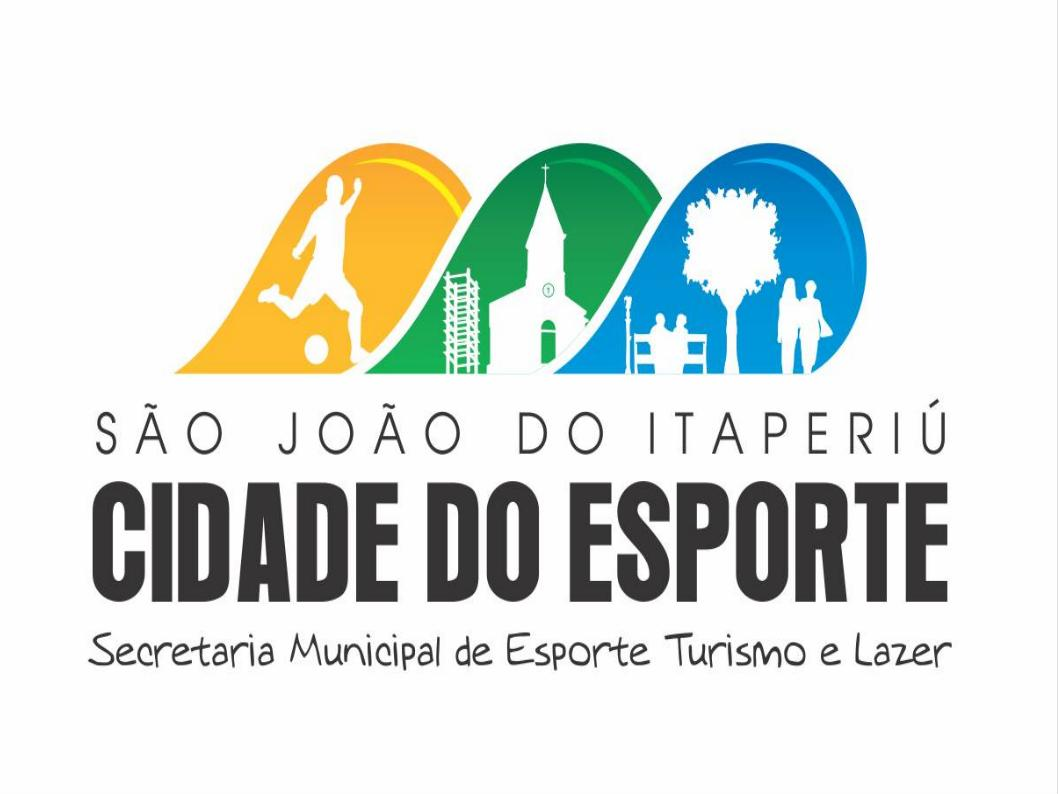 SÃO JOÃO DO ITAPERIÚ
CIDADE DO ESPORTE
Secretaria Municipal de Esporte Turismo e Lazer